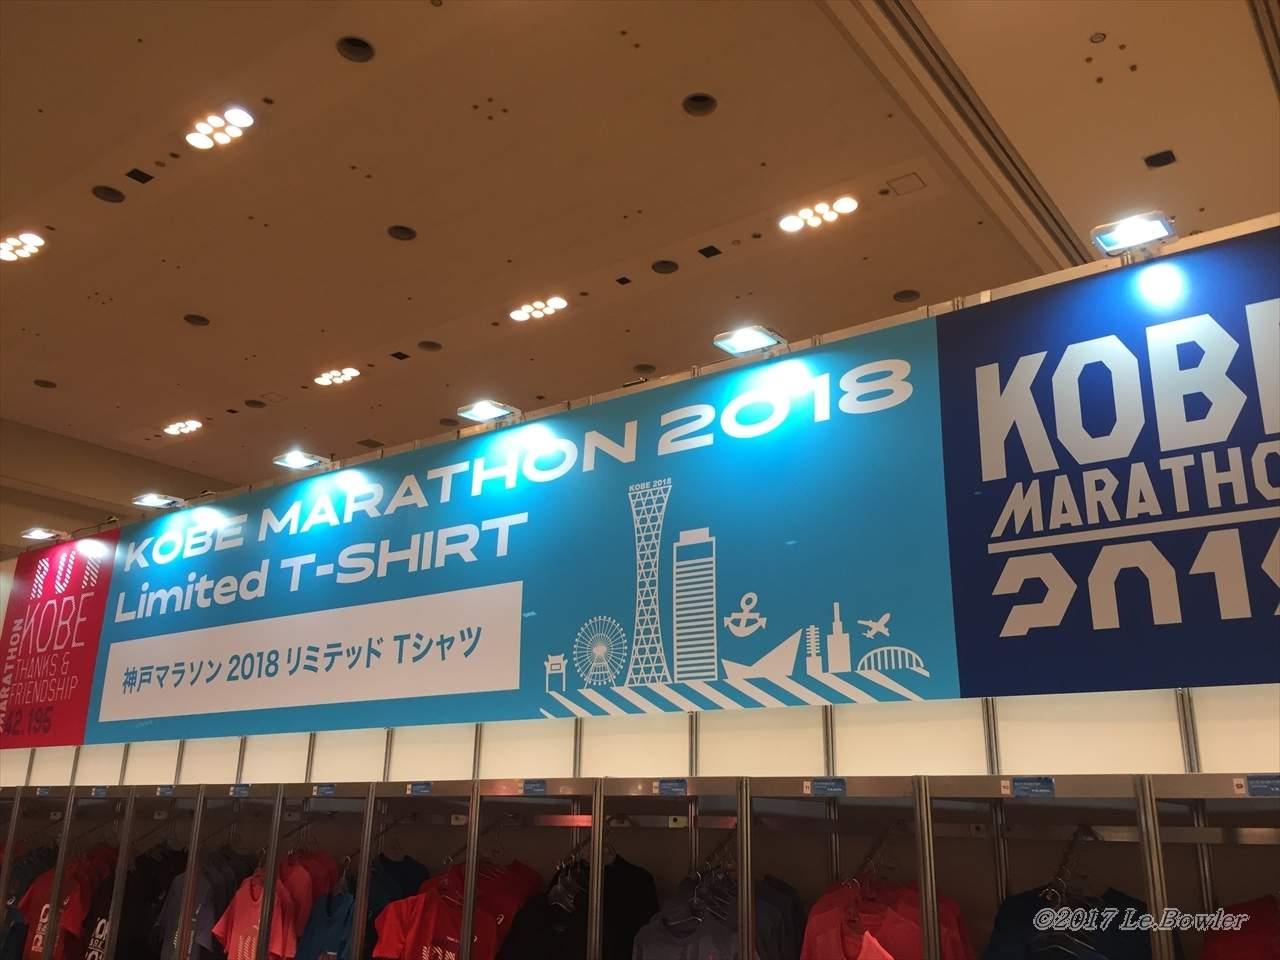 KOBE MARATHON 2018
Limited T-SHIRT
神戸マラソン 2018 リミテッド Tシャツ
KOBE 2018
KOBE
MARATHON
THANKS &
FRIENDSHIP
42.195
KOBE
MARATHO
2018
©2017 Le.Bowler